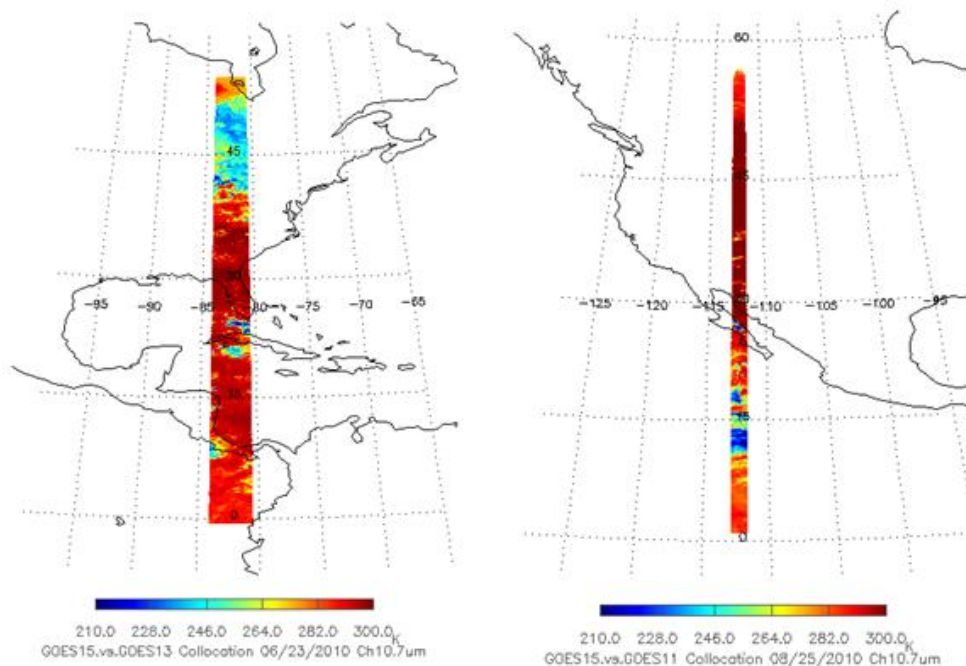 45
30
-95 -85 -80 -75 -70 -65
15
0
210.0 228.0 246.0 264.0 282.0 300.0K
GOES15.vs.GOES13 Collocation 06/23/2010 Ch10.7um
60
45
-125 -120 -115 -110 -105 -100 -95
15
0
210.0 228.0 246.0 264.0 282.0 300.0K
GOES15.vs.GOES11 Collocation 08/25/2010 Ch10.7um